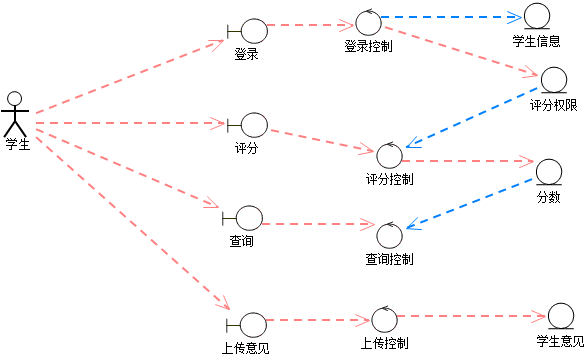 登录
登录控制
学生信息
评分权限
学生
评分
评分控制
分数
查询
查询控制
上传意见
上传控制
学生意见